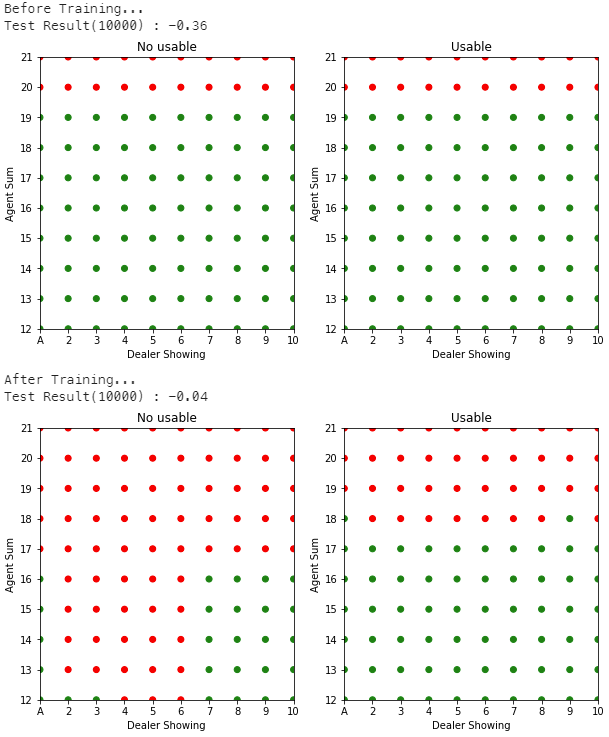 Before Training...
Test Result(10000) : -0.36
No usable
Usable
21
20
19
18
17
16
15
14
13
12
Agent Sum
A 2 3 4 5 6 7 8 9 10
Dealer Showing
21
20
19
18
17
16
15
14
13
12
Agent Sum
A 2 3 4 5 6 7 8 9 10
Dealer Showing
After Training...
Test Result(10000) : -0.04
No usable
Usable
21
20
19
18
17
16
15
14
13
12
Agent Sum
A 2 3 4 5 6 7 8 9 10
Dealer Showing
21
20
19
18
17
16
15
14
13
12
Agent Sum
A 2 3 4 5 6 7 8 9 10
Dealer Showing